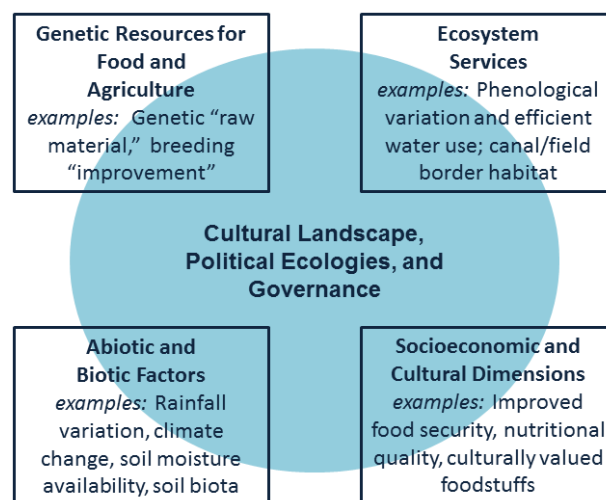 Genetic Resources for
Food and
Agriculture
examples: Genetic “raw
material,” breeding
“improvement”
Ecosystem
Services
examples: Phenological
variation and efficient
water use; canal/field
border habitat
Cultural Landscape,
Political Ecologies, and
Governance
Abiotic and
Biotic Factors
examples: Rainfall
variation, climate
change, soil moisture
availability, soil biota
Socioeconomic and
Cultural Dimensions
examples: Improved
food security, nutritional
quality, culturally valued
foodstuffs